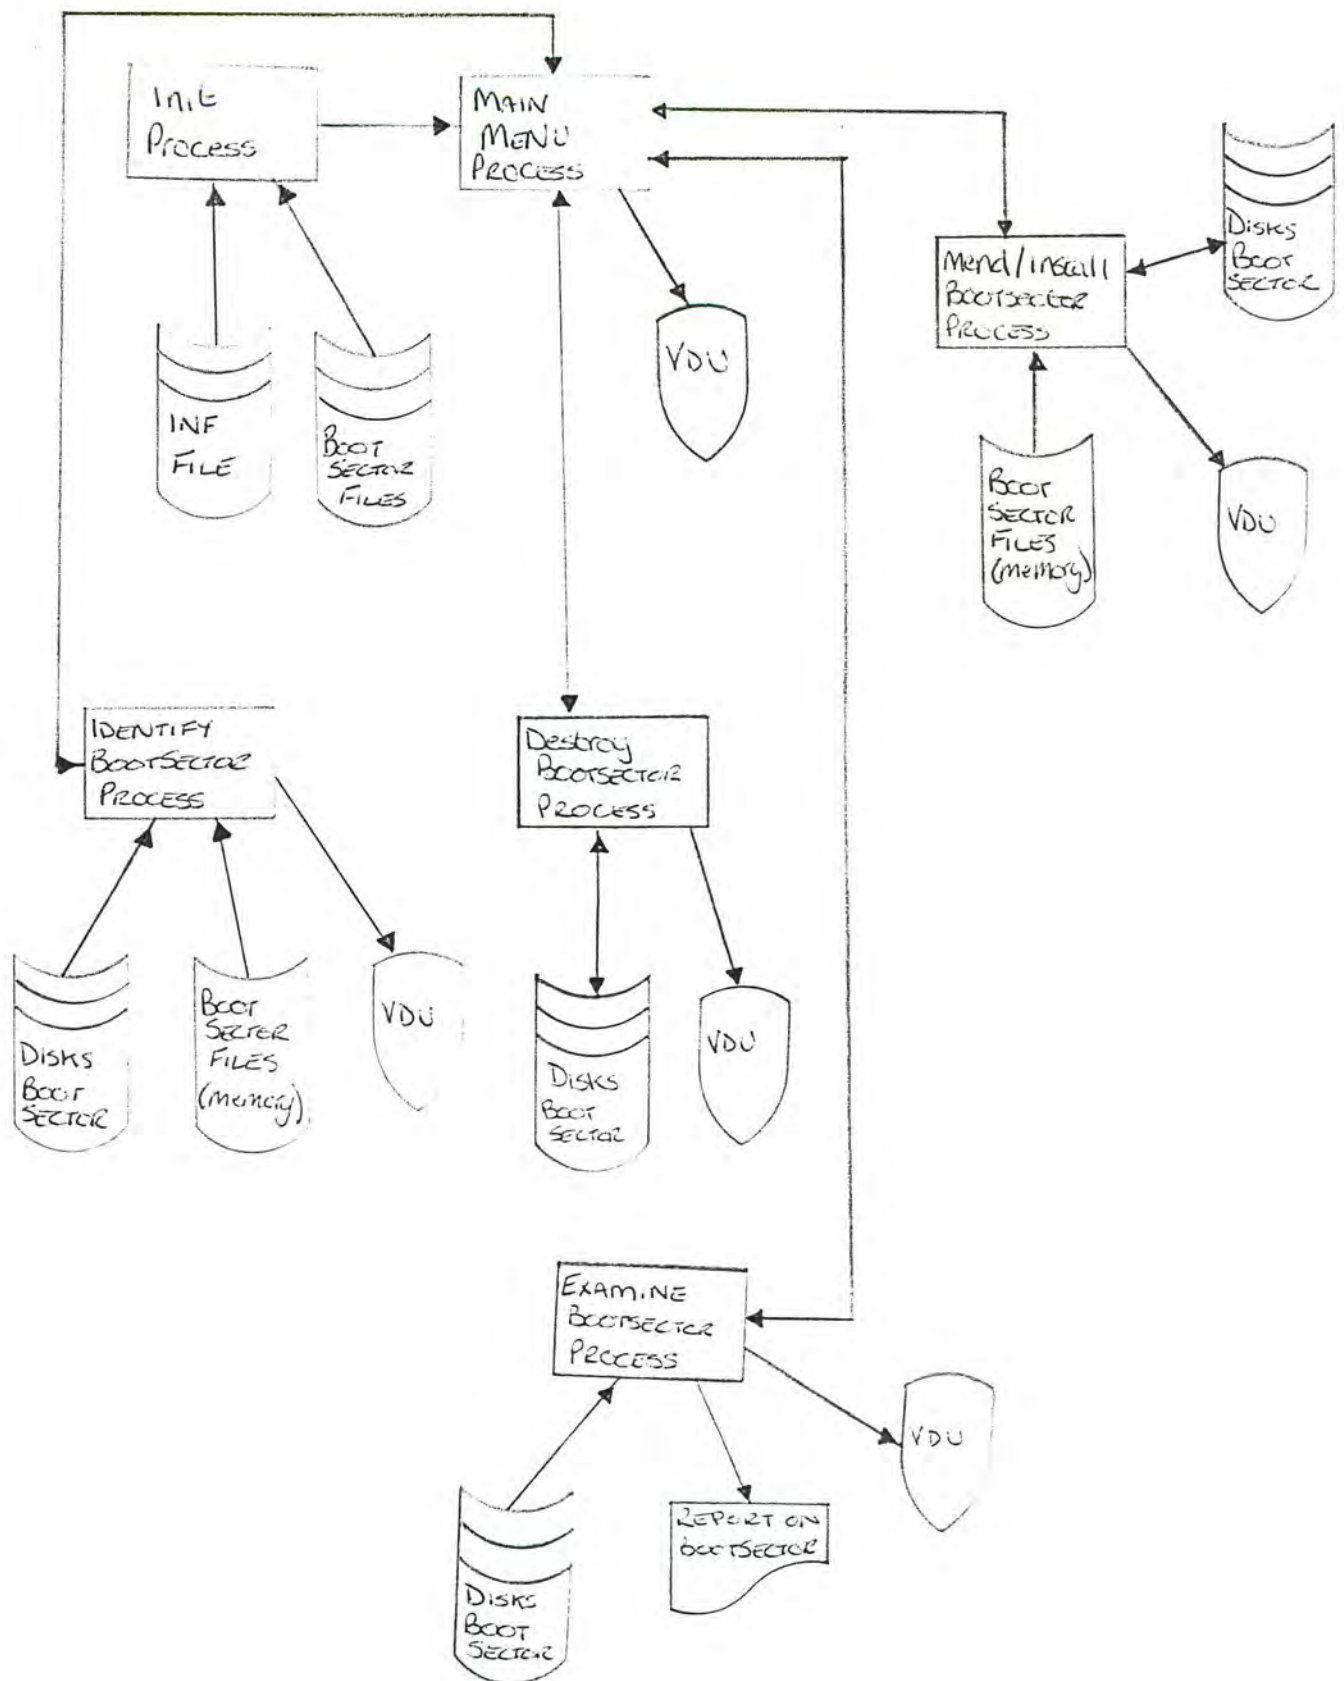 Init
Process
MAIN
MENU
PROCESS
Disks
BOOT
SECTOR
Mend/install
BOOTSECTOR
PROCESS
VDU
INF
FILE
BOOT
SECTOR
FILES
BOOT
SECTOR
FILES
(memory)
VDU
IDENTIFY
BOOTSECTOR
PROCESS
Destroy
BOOTSECTOR
PROCESS
DISKS
BOOT
SECTOR
BOOT
SECTOR
FILES
(memory)
VDU
DISKS
BOOT
SECTOR
VDU
EXAMINE
BOOTSECTOR
PROCESS
VDU
REPORT ON
BOOTSECTOR
DISKS
BOOT
SECTOR